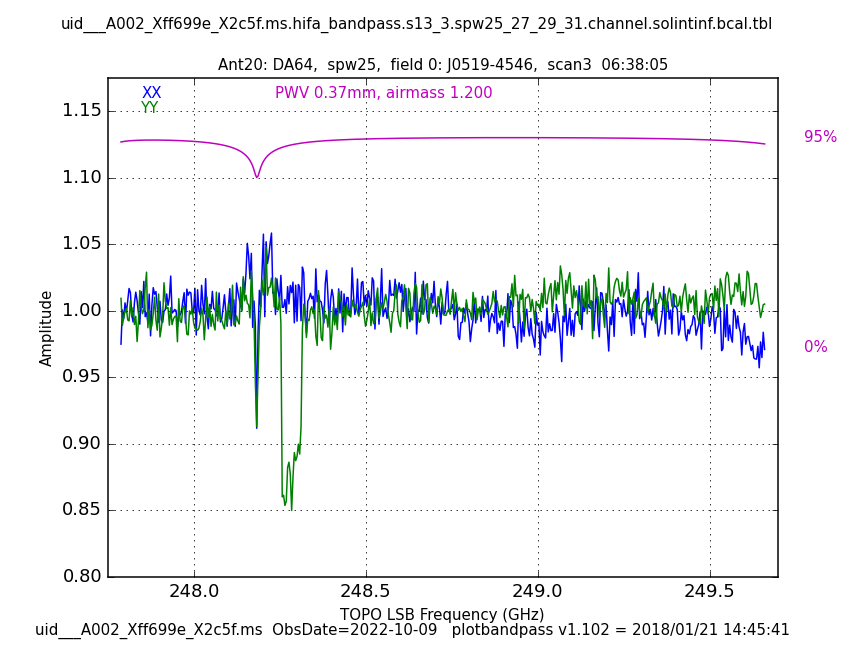 uid___A002_Xff699e_X2c5f.ms.hifa_bandpass.s13_3.spw25_27_29_31.channel.solintinf.bcal.tbl
Ant20: DA64,  spw25,  field 0: J0519-4546,  scan3  06:38:05
XX
PWV 0.37mm, airmass 1.200
YY
1.15
95%
1.10
1.05
1.00
0%
0.95
0.90
0.85
0.80
Amplitude
248.0 248.5 249.0 249.5
TOPO LSB Frequency (GHz)
uid___A002_Xff699e_X2c5f.ms  ObsDate=2022-10-09   plotbandpass v1.102 = 2018/01/21 14:45:41